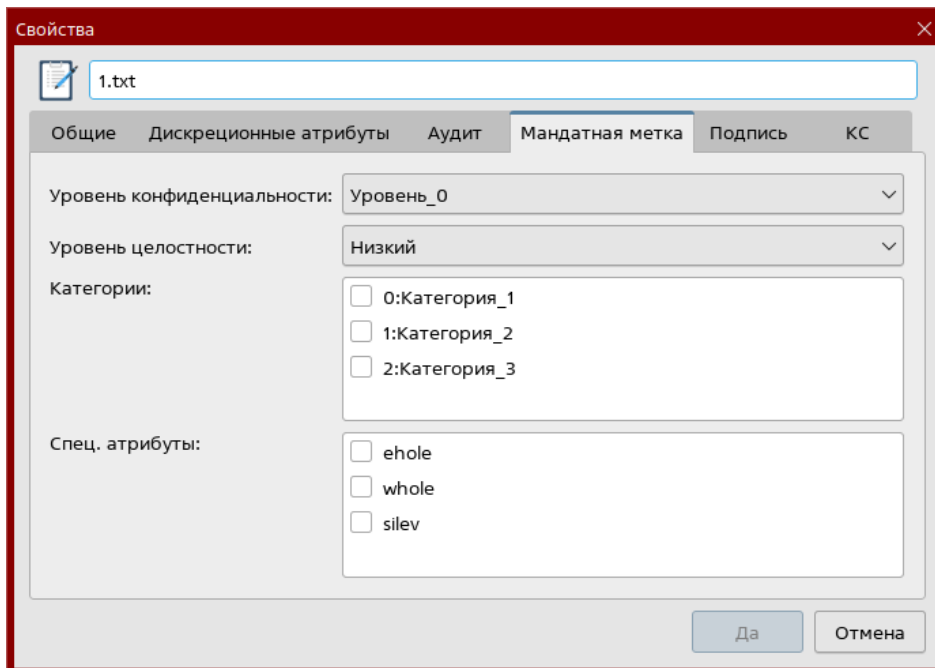 Свойства
1.txt
Общие Дискреционные атрибуты Аудит Мандатная метка Подпись КС
Уровень конфиденциальности: Уровень_0
Уровень целостности: Низкий
Категории:
0:Категория_1
1:Категория_2
2:Категория_3
Спец. атрибуты:
ehole
whole
silev
Да Отмена